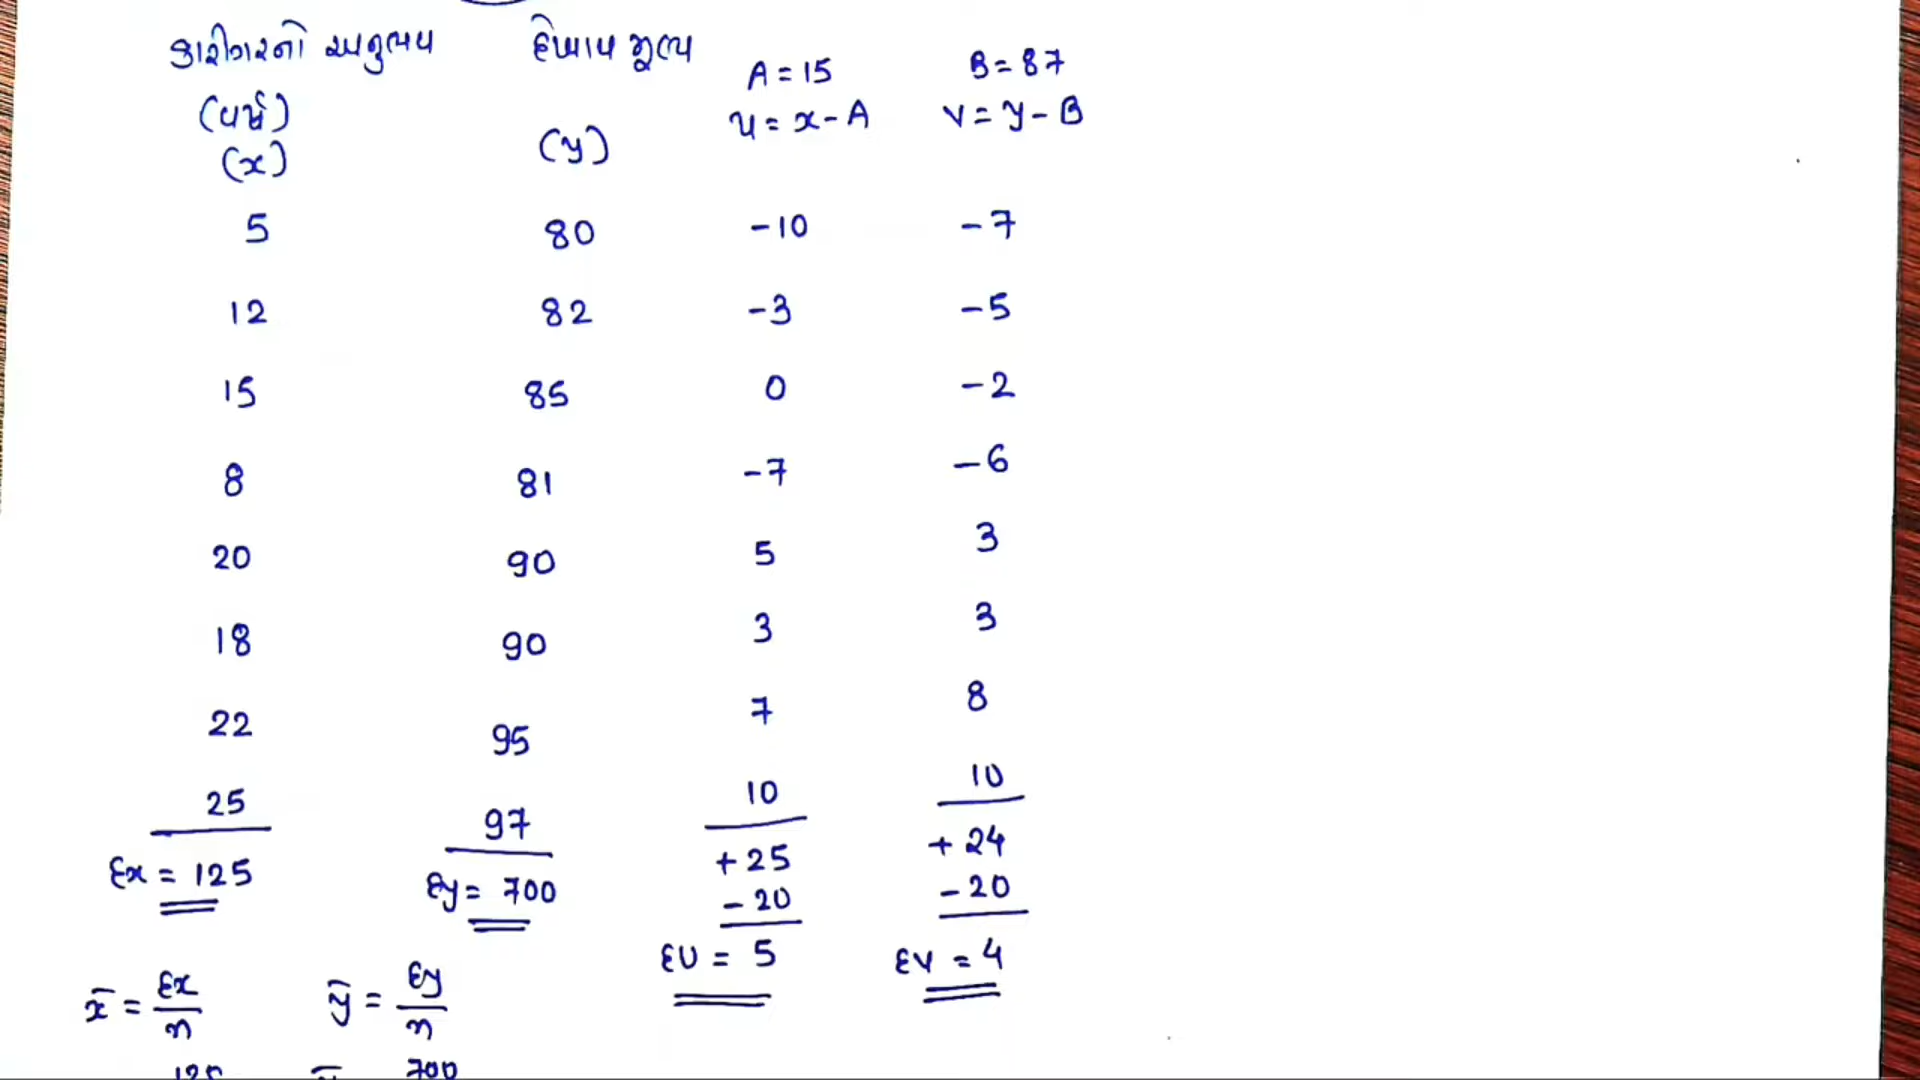 કારીગરનો અનુભવ દેખાવ મૂલ્ય A = 15 B = 87
(વર્ષ) u = x - A v = y - B
(x) (y)
5 80 -10 -7
12 82 -3 -5
15 85 0 -2
8 81 -7 -6
20 90 5 3
18 90 3 3
22 95 7 8
25 97 10 10
Σx = 125 Σy = 700 +25 +24
-20 -20
ΣU = 5 ΣV = 4
x̄ = Σx/n ȳ = Σy/n
700